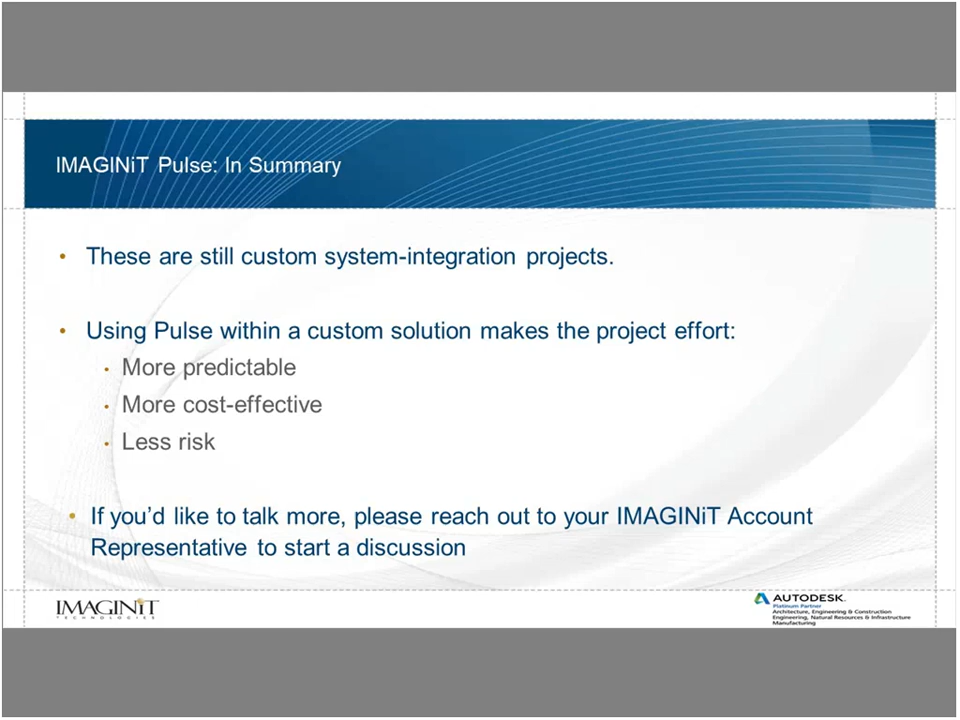 IMAGINiT Pulse: In Summary
• These are still custom system-integration projects.
• Using Pulse within a custom solution makes the project effort:
• More predictable
• More cost-effective
• Less risk
• If you’d like to talk more, please reach out to your IMAGINiT Account
Representative to start a discussion
IMAGINiT
TECHNOLOGIES
AUTODESK.
Platinum Partner
Architecture, Engineering & Construction
Engineering, Natural Resources & Infrastructure
Manufacturing